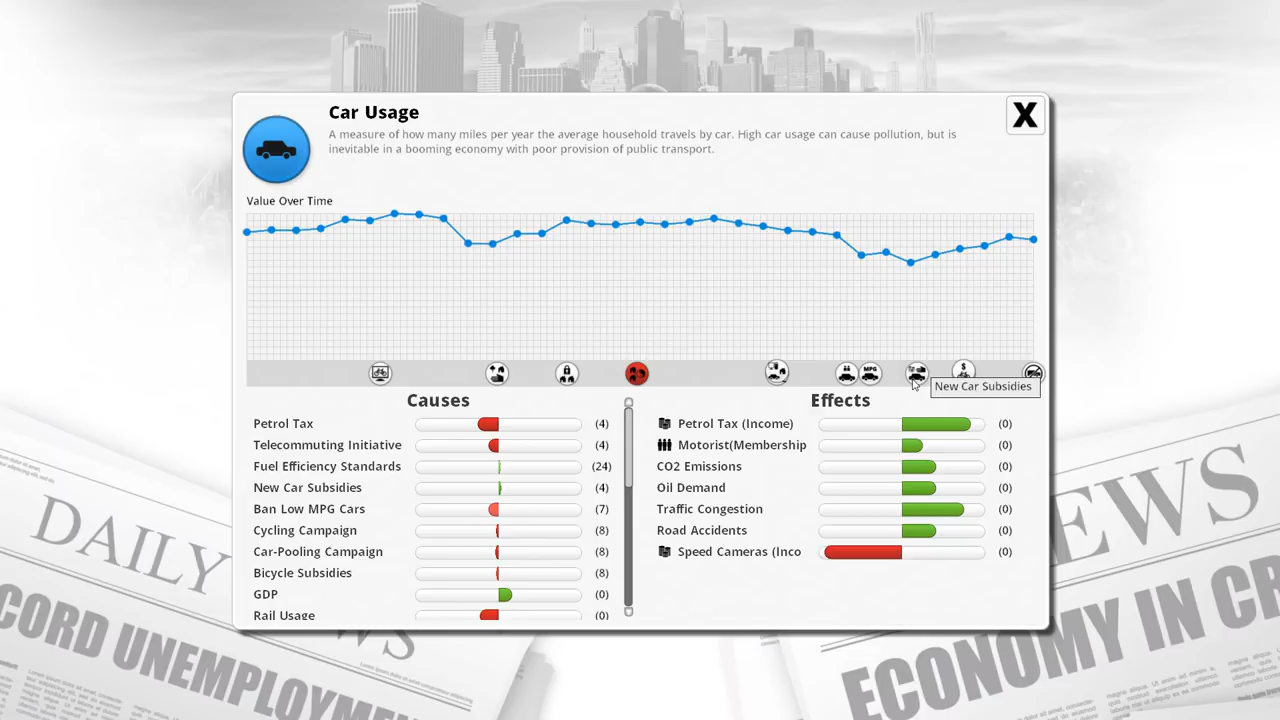 Car Usage
A measure of how many miles per year the average household travels by car. High car usage can cause pollution, but is
inevitable in a booming economy with poor provision of public transport.
X
Value Over Time
MPG
$
New Car Subsidies
Causes
Effects
Petrol Tax (4)
Telecommuting Initiative (4)
Fuel Efficiency Standards (24)
New Car Subsidies (4)
Ban Low MPG Cars (7)
Cycling Campaign (8)
Car-Pooling Campaign (8)
Bicycle Subsidies (8)
GDP (0)
Rail Usage (0)
Petrol Tax (Income) (0)
Motorist(Membership (0)
CO2 Emissions (0)
Oil Demand (0)
Traffic Congestion (0)
Road Accidents (0)
Speed Cameras (Inco (0)
DAILY
NEWS
CORD UNEMPLOYME
EWS
ECONOMY IN CR